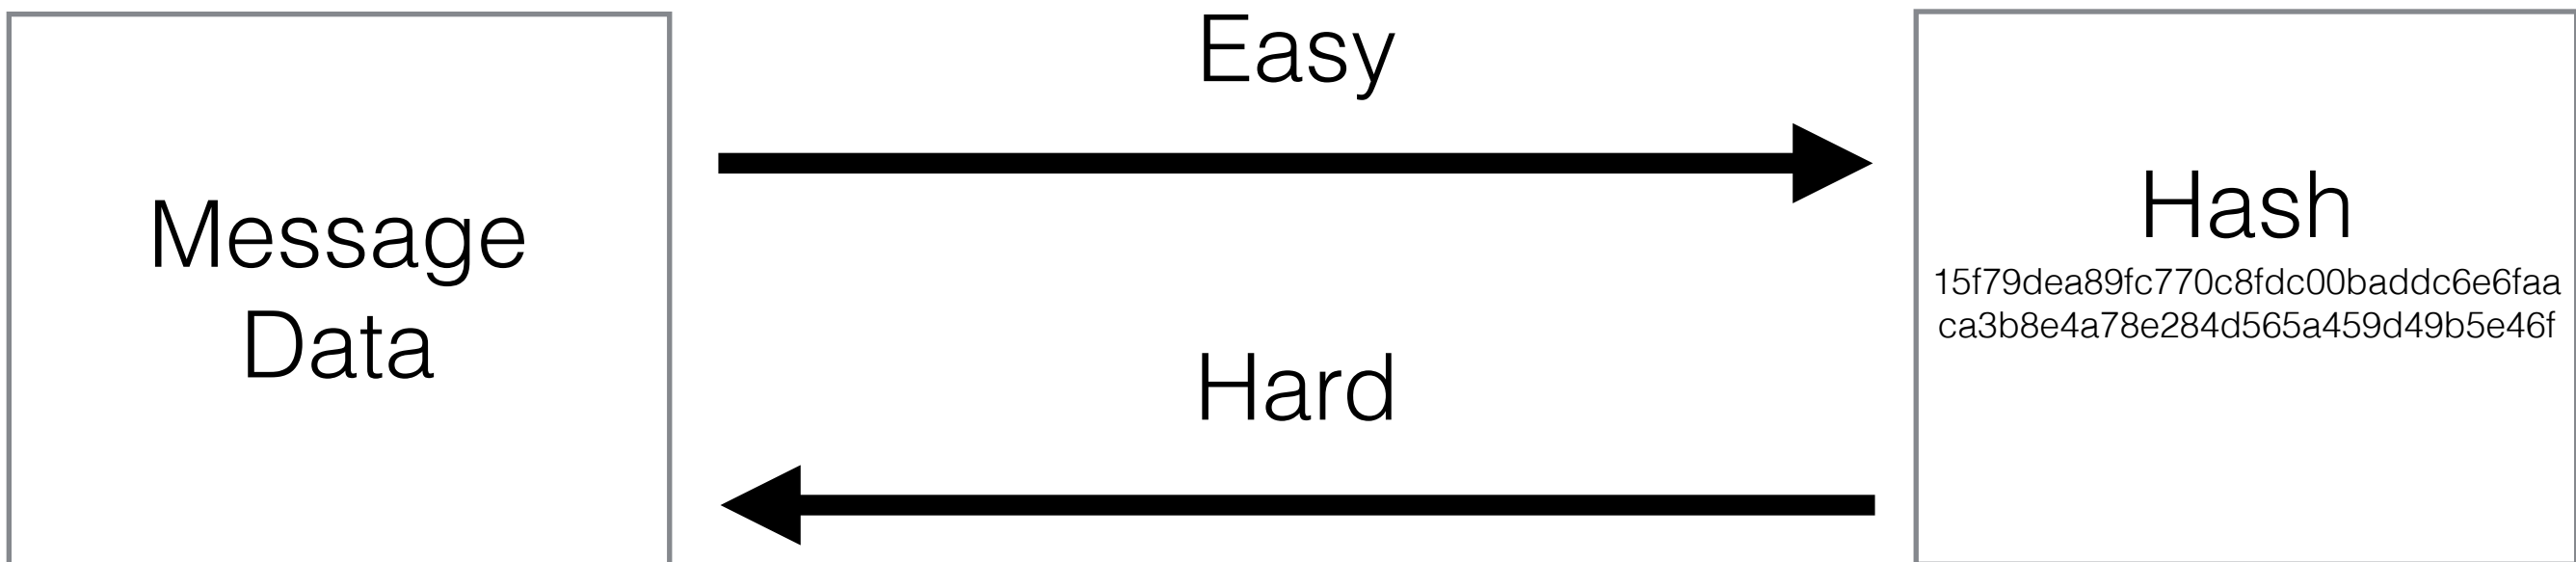 Message
Data
Easy
Hard
Hash
15f79dea89fc770c8fdc00baddc6e6faa
ca3b8e4a78e284d565a459d49b5e46f